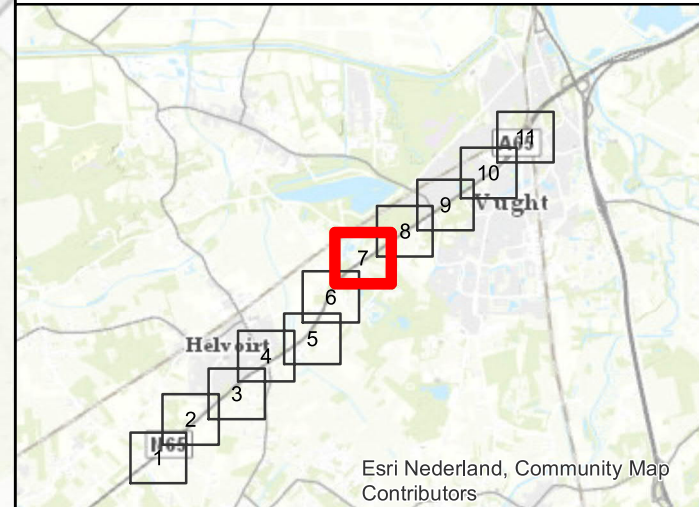 11
A65
10
Vught
9
8
7
6
5
Helvoirt
4
3
2
N65
1
Esri Nederland, Community Map
Contributors